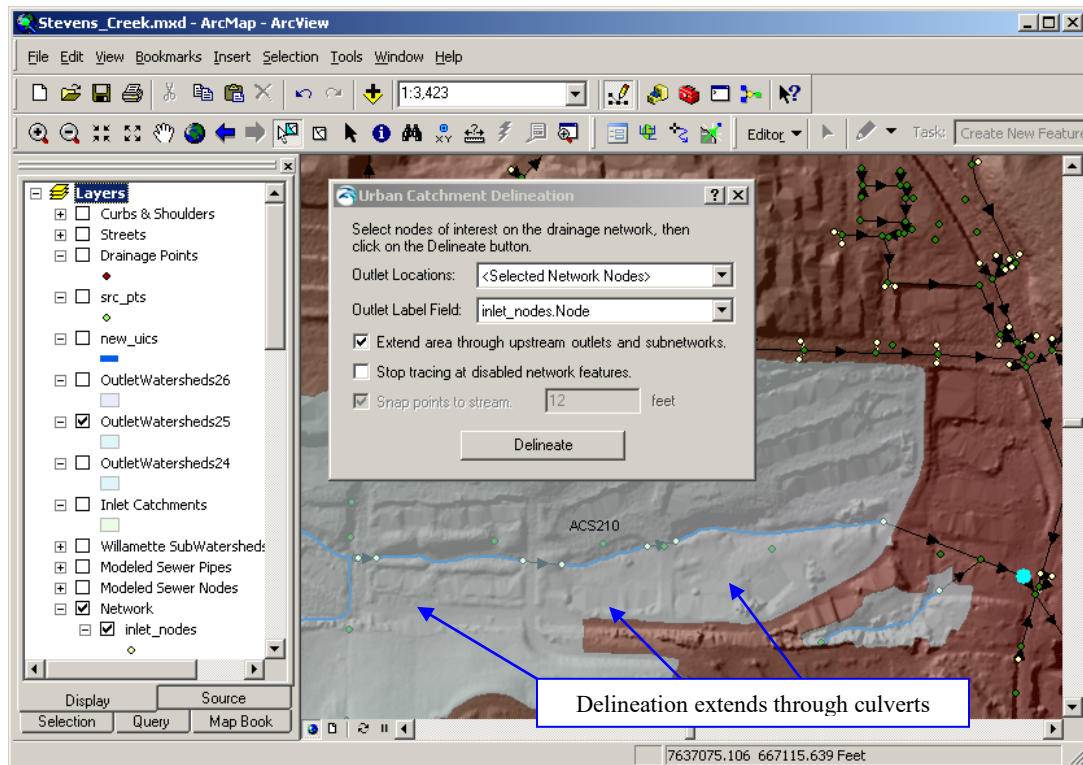 Stevens_Creek.mxd - ArcMap - ArcView
File Edit View Bookmarks Insert Selection Tools Window Help
1:3,423
Editor Task: Create New Feature
Layers
Curbs & Shoulders
Streets
Drainage Points
src_pts
new_uics
OutletWatersheds26
OutletWatersheds25
OutletWatersheds24
Inlet Catchments
Willamette SubWatersheds
Modeled Sewer Pipes
Modeled Sewer Nodes
Network
inlet_nodes
Display Source
Selection Query Map Book
Urban Catchment Delineation
Select nodes of interest on the drainage network, then
click on the Delineate button.
Outlet Locations: <Selected Network Nodes>
Outlet Label Field: inlet_nodes.Node
Extend area through upstream outlets and subnetworks.
Stop tracing at disabled network features.
Snap points to stream. 12 feet
Delineate
ACS210
Delineation extends through culverts
7637075.106 667115.639 Feet